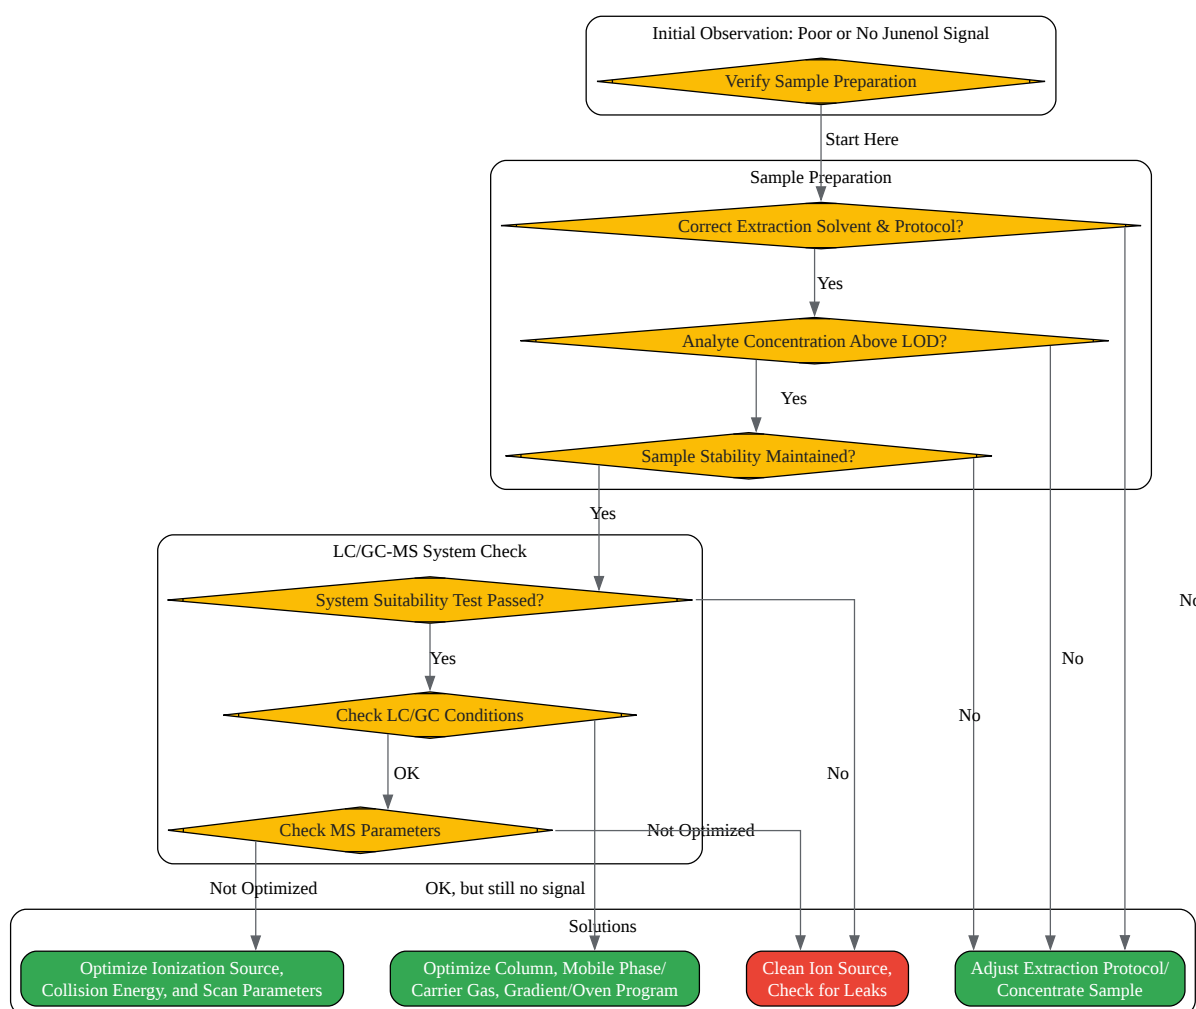 Initial Observation: Poor or No Junenol Signal
Verify Sample Preparation
Start Here
Sample Preparation
Correct Extraction Solvent & Protocol?
Yes
Analyte Concentration Above LOD?
Yes
Sample Stability Maintained?
Yes
LC/GC-MS System Check
System Suitability Test Passed?
No
Yes
No
Check LC/GC Conditions
No
OK
No
Check MS Parameters
Not Optimized
Not Optimized
OK, but still no signal
Solutions
Optimize Ionization Source,
Collision Energy, and Scan Parameters
Optimize Column, Mobile Phase/
Carrier Gas, Gradient/Oven Program
Clean Ion Source,
Check for Leaks
Adjust Extraction Protocol/
Concentrate Sample